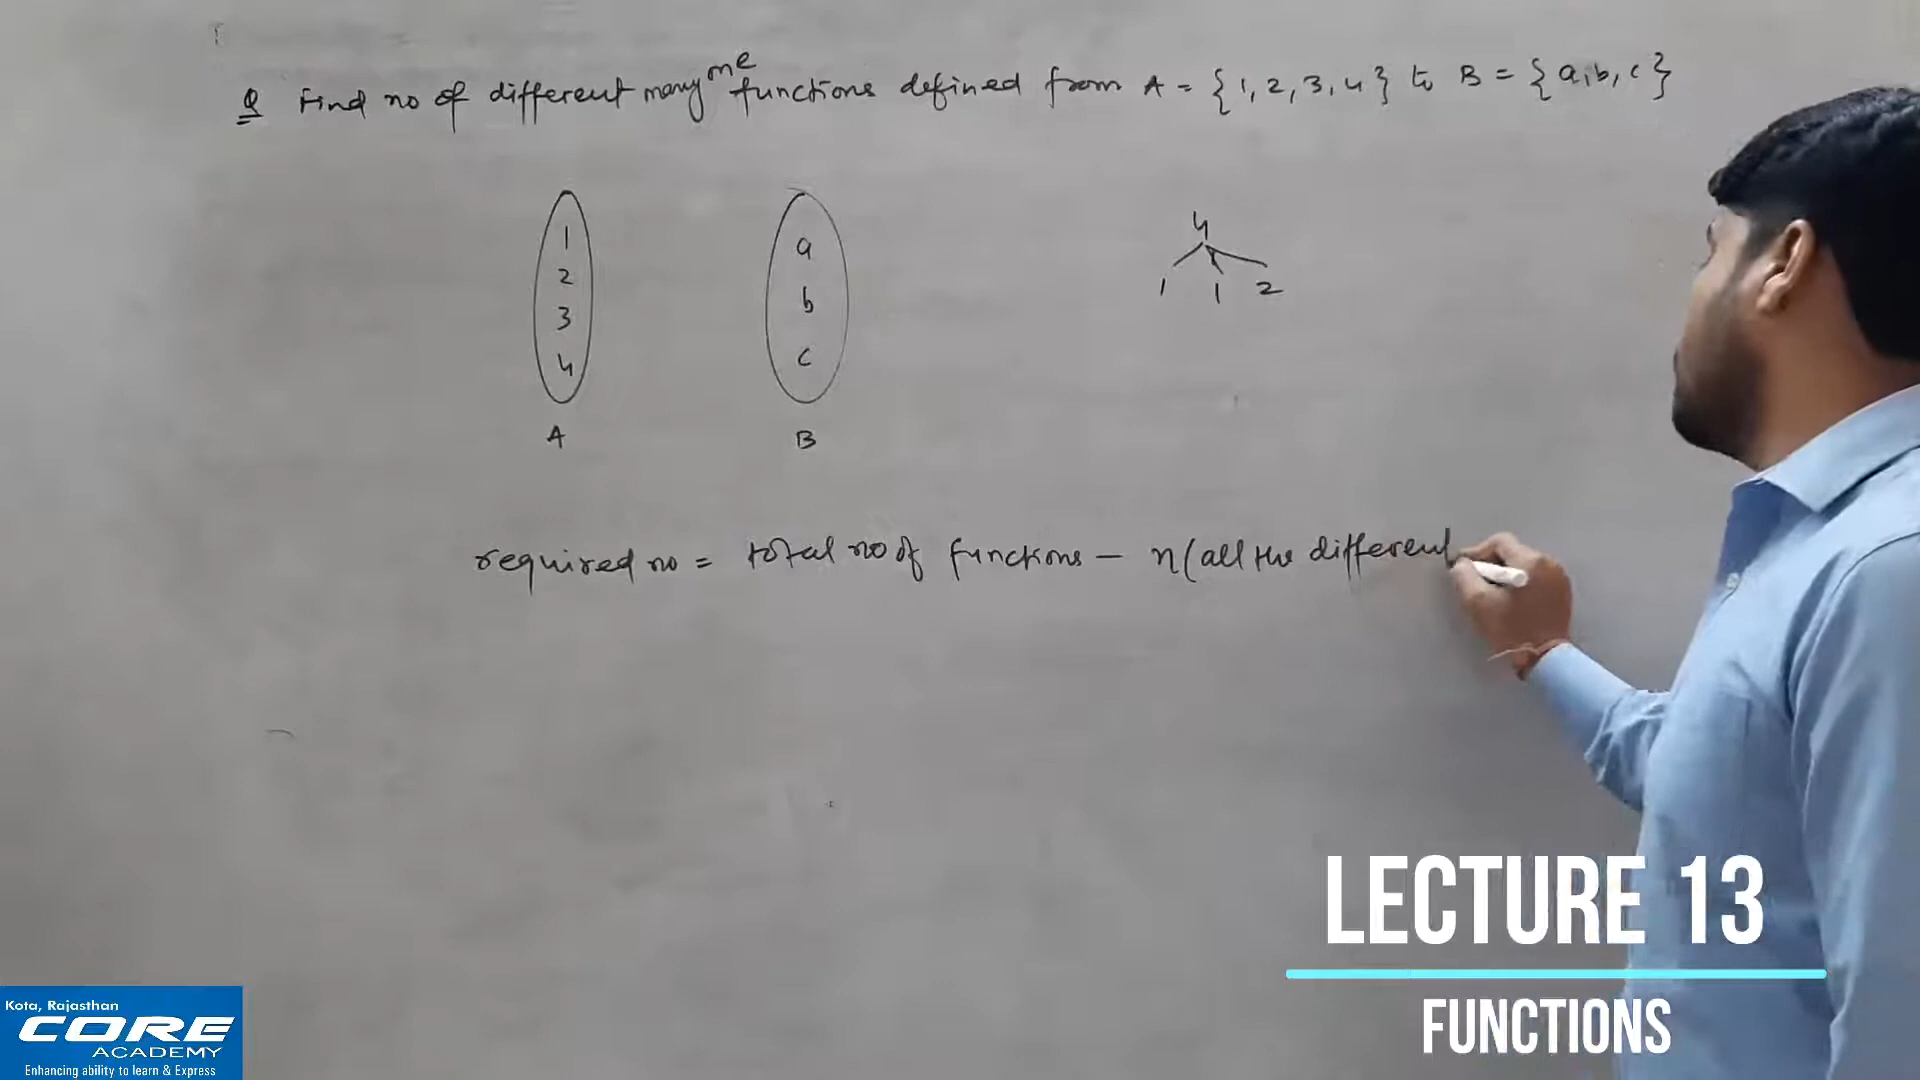 Q Find no of different many one functions defined from A = {1, 2, 3, 4} to B = {a, b, c}
1
2
3
4
A
a
b
c
B
4
1 1 2
required no = total no of functions - n(all the different
LECTURE 13
FUNCTIONS
Kota, Rajasthan
CORE
ACADEMY
Enhancing ability to learn & Express